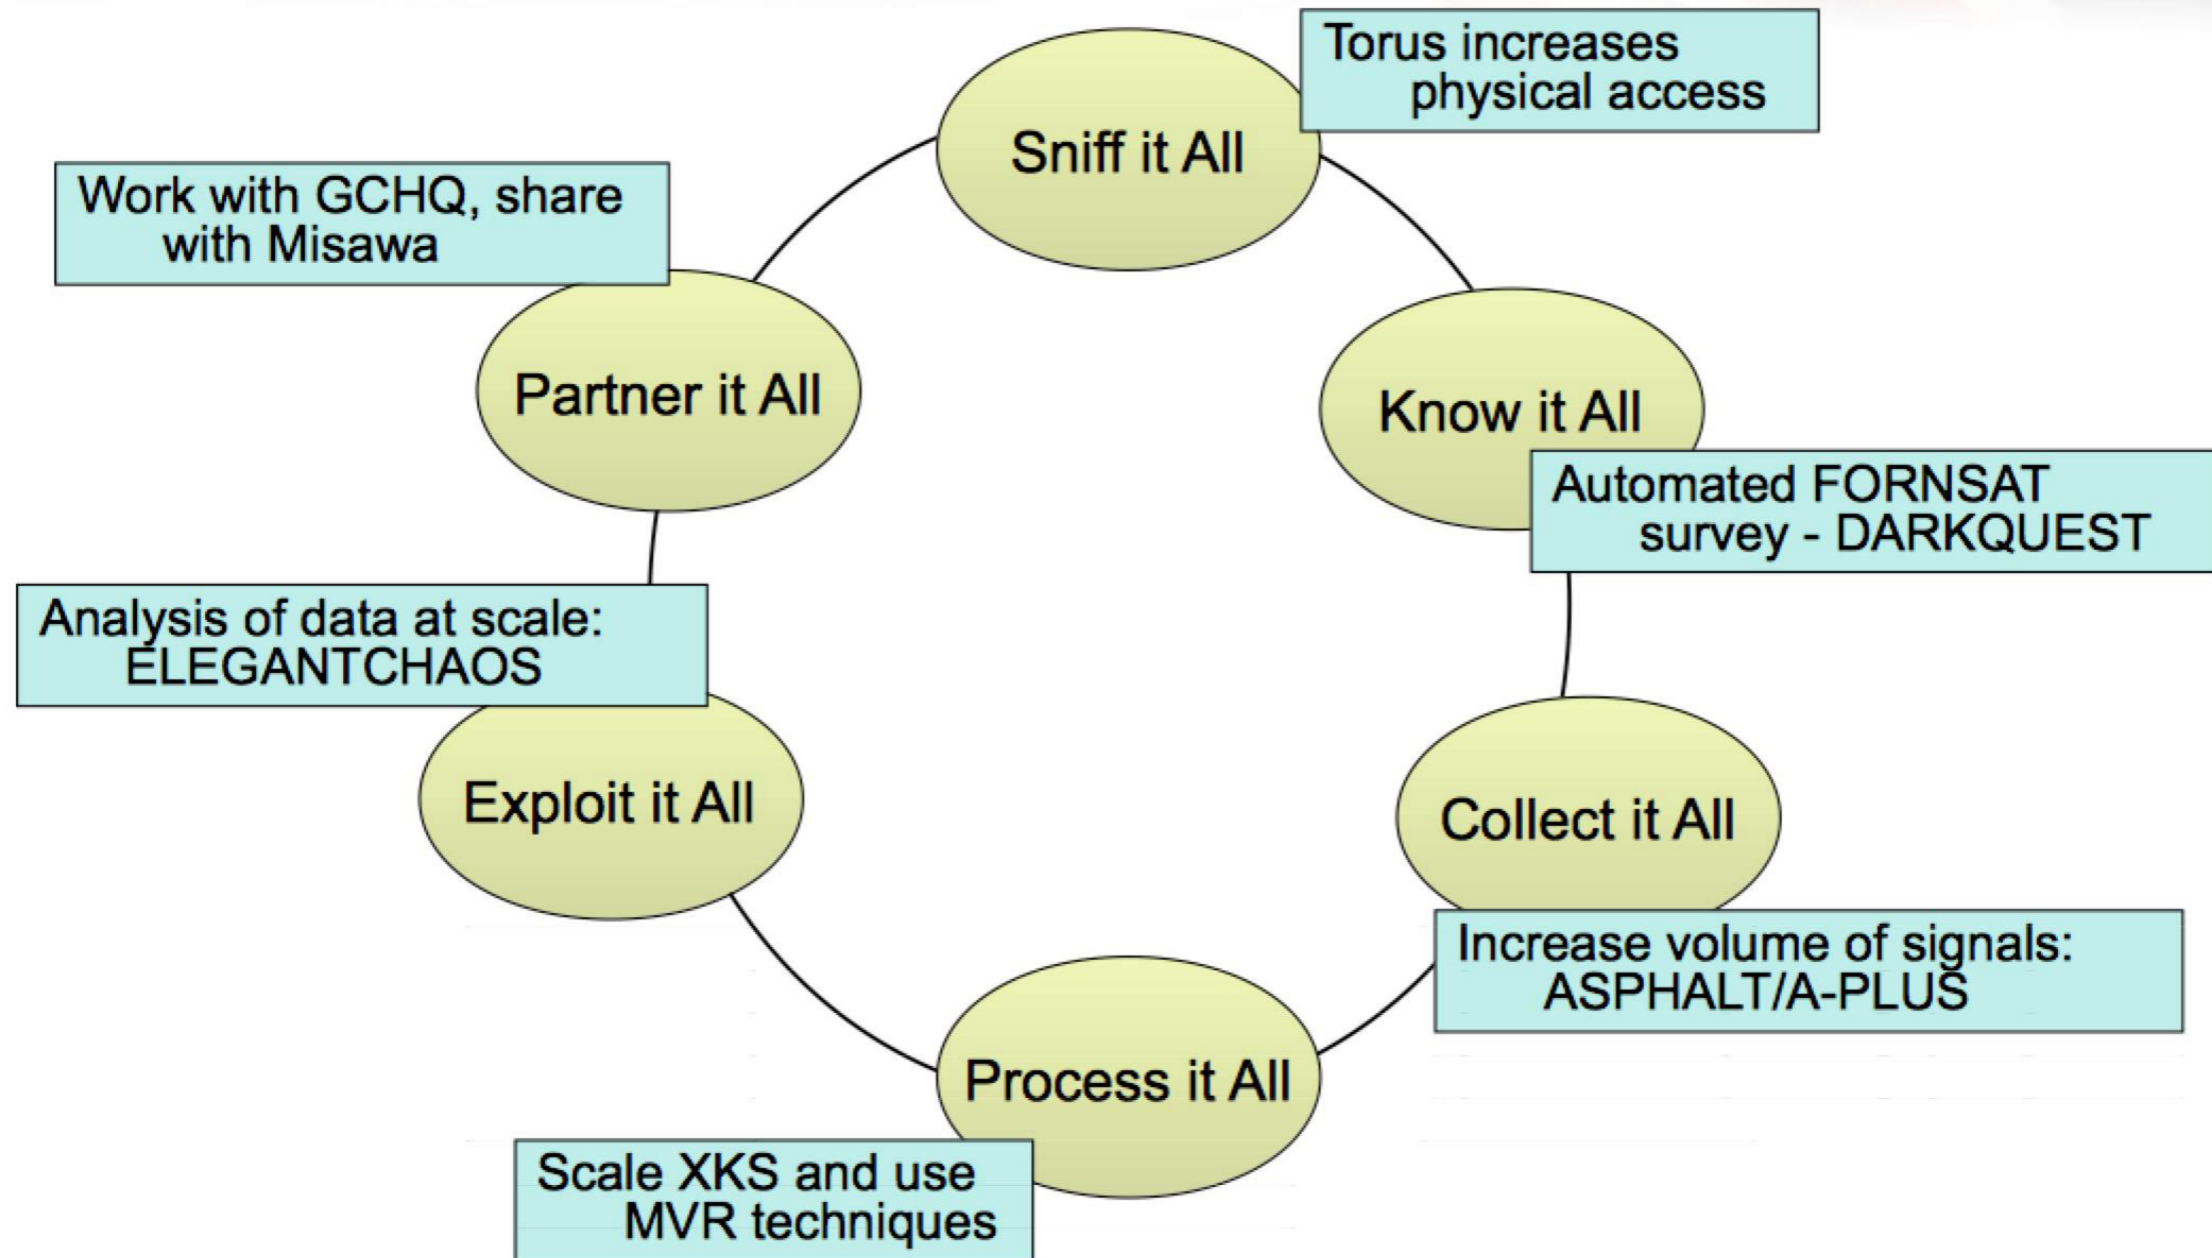 Sniff it All
Torus increases
physical access
Know it All
Automated FORNSAT
survey - DARKQUEST
Collect it All
Increase volume of signals:
ASPHALT/A-PLUS
Process it All
Scale XKS and use
MVR techniques
Exploit it All
Analysis of data at scale:
ELEGANTCHAOS
Partner it All
Work with GCHQ, share
with Misawa